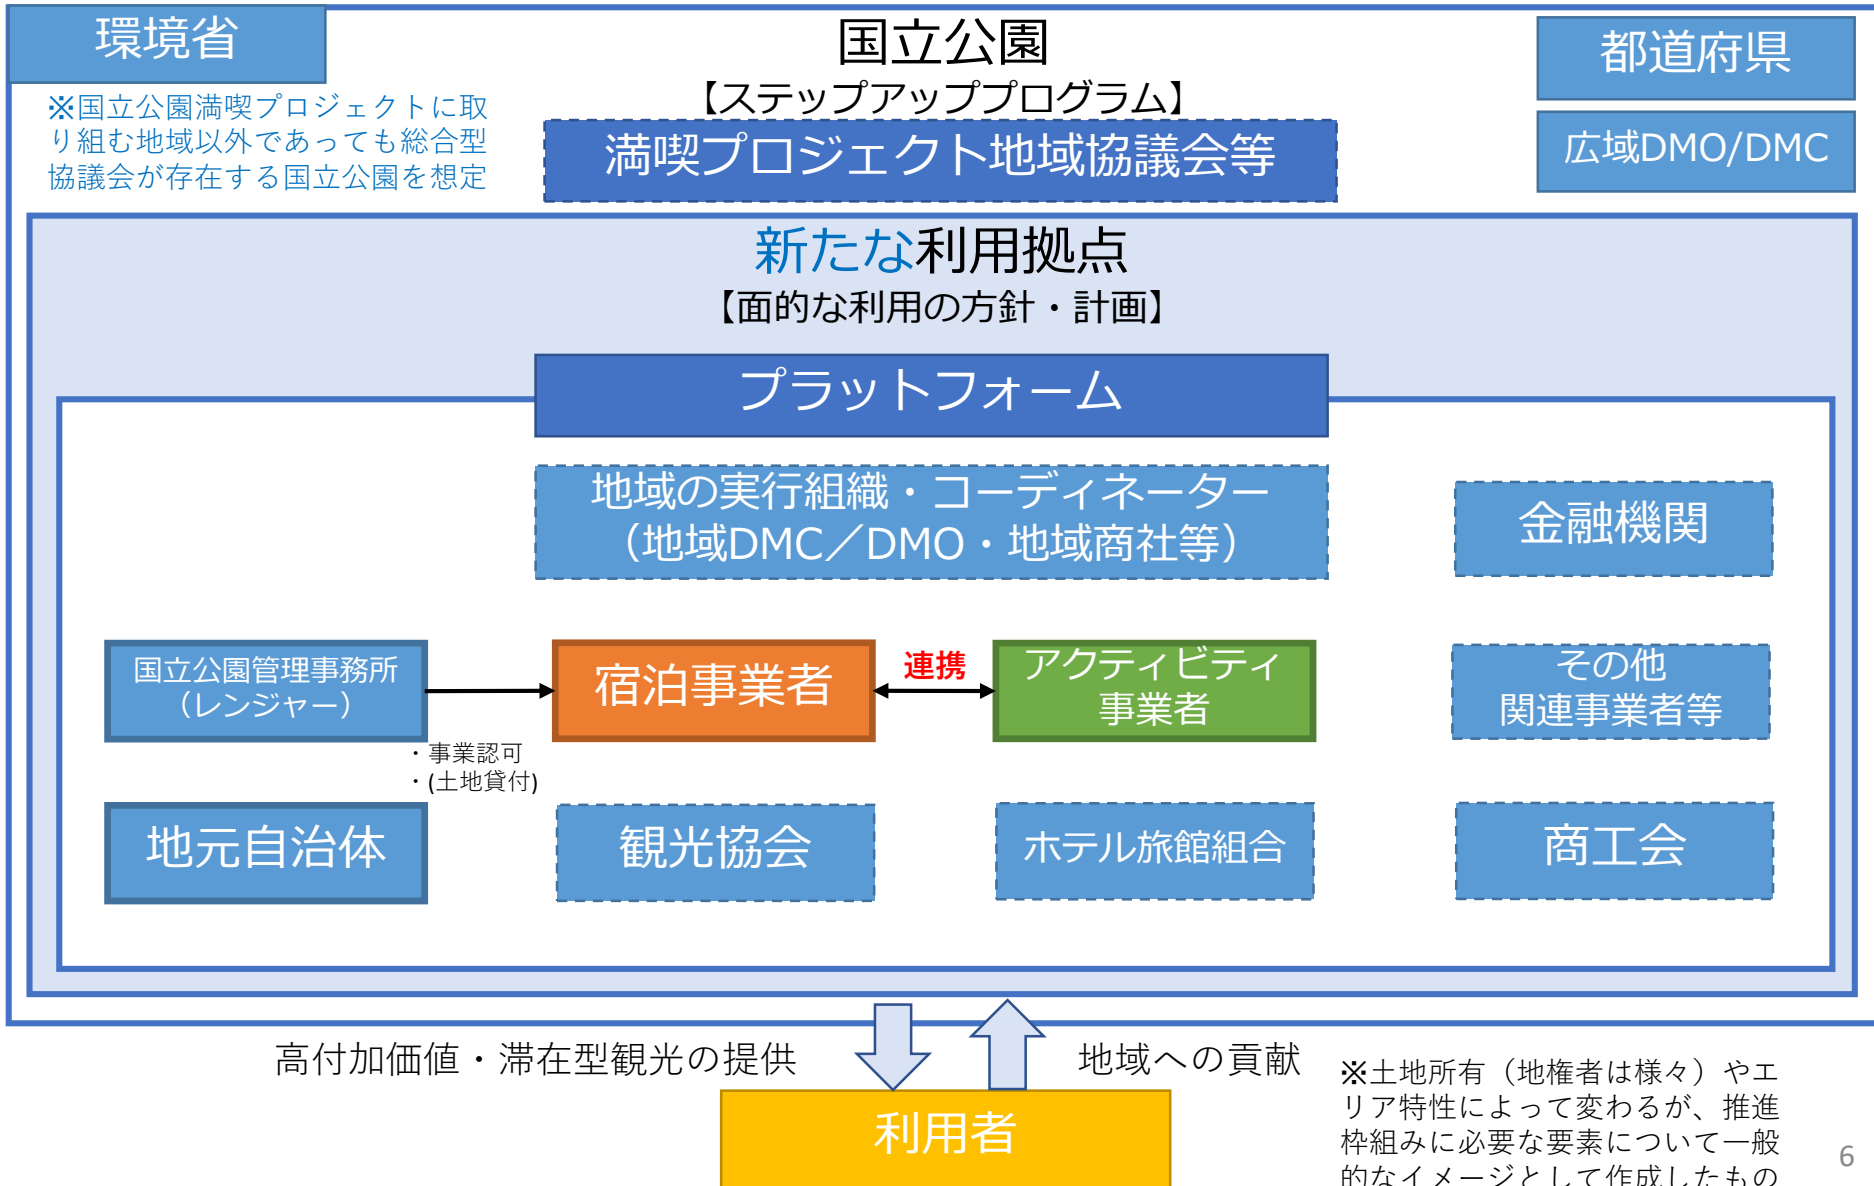 環境省
国立公園
【ステップアッププログラム】
都道府県
※国立公園満喫プロジェクトに取
り組む地域以外であっても総合型
協議会が存在する国立公園を想定
満喫プロジェクト地域協議会等
広域DMO/DMC
新たな利用拠点
【面的な利用の方針・計画】
プラットフォーム
地域の実行組織・コーディネーター
（地域DMC／DMO・地域商社等）
金融機関
国立公園管理事務所
（レンジャー）
宿泊事業者
連携
アクティビティ
事業者
その他
関連事業者等
・事業認可
・(土地貸付)
地元自治体
観光協会
ホテル旅館組合
商工会
高付加価値・滞在型観光の提供
地域への貢献
利用者
※土地所有（地権者は様々）やエ
リア特性によって変わるが、推進
枠組みに必要な要素について一般
的なイメージとして作成したもの
6